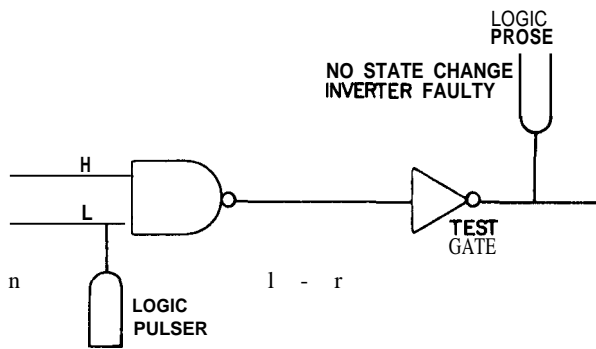 LOGIC
PROSE
NO STATE CHANGE
INVERTER FAULTY
H
L
TEST
GATE
n l - r
LOGIC
PULSER